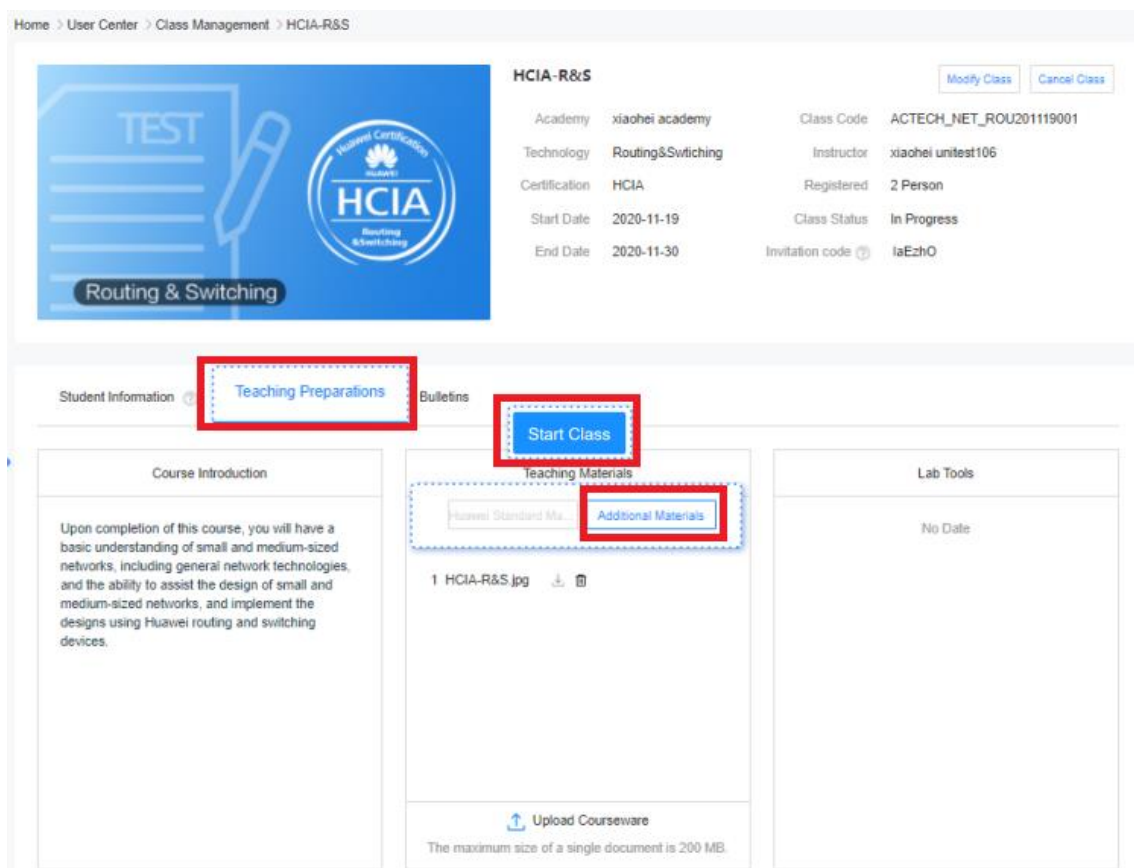 Home > User Center > Class Management > HCIA-R&S
TEST
Huawei Certification
HUAWEI
HCIA
Routing
&Switching
Routing & Switching
HCIA-R&S
Modify Class
Cancel Class
Academy xiaohei academy
Class Code ACTECH_NET_ROU201119001
Technology Routing&Swtiching
Instructor xiaohei unitest106
Certification HCIA
Registered 2 Person
Start Date 2020-11-19
Class Status In Progress
End Date 2020-11-30
Invitation code IaEzhO
Student Information
Teaching Preparations
Bulletins
Start Class
Course Introduction
Upon completion of this course, you will have a
basic understanding of small and medium-sized
networks, including general network technologies,
and the ability to assist the design of small and
medium-sized networks, and implement the
designs using Huawei routing and switching
devices.
Teaching Materials
Huawei Standard Ma...
Additional Materials
1 HCIA-R&S.jpg
Upload Courseware
The maximum size of a single document is 200 MB.
Lab Tools
No Date